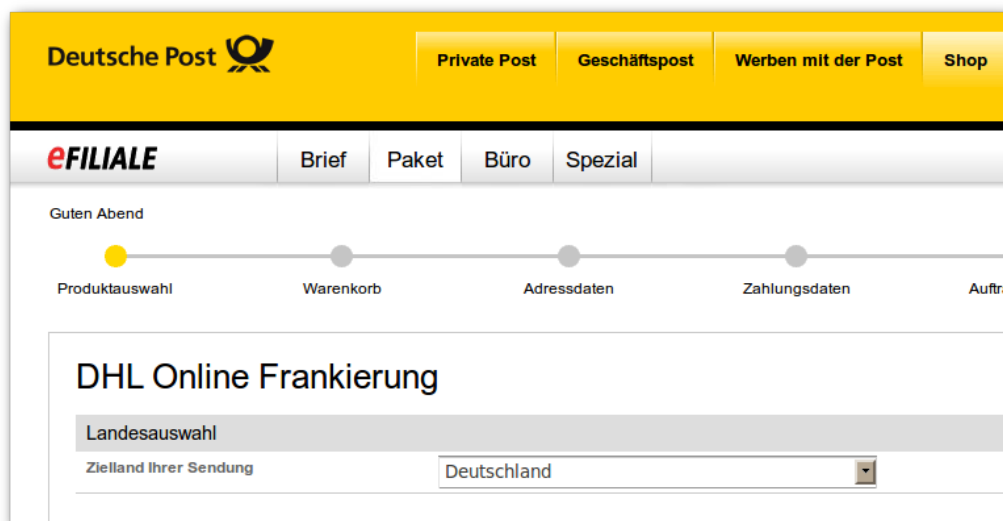 Deutsche Post
Private Post Geschäftspost Werben mit der Post Shop
eFILIALE Brief Paket Büro Spezial
Guten Abend
Produktauswahl Warenkorb Adressdaten Zahlungsdaten Auftr
DHL Online Frankierung
Landesauswahl
Zielland Ihrer Sendung Deutschland